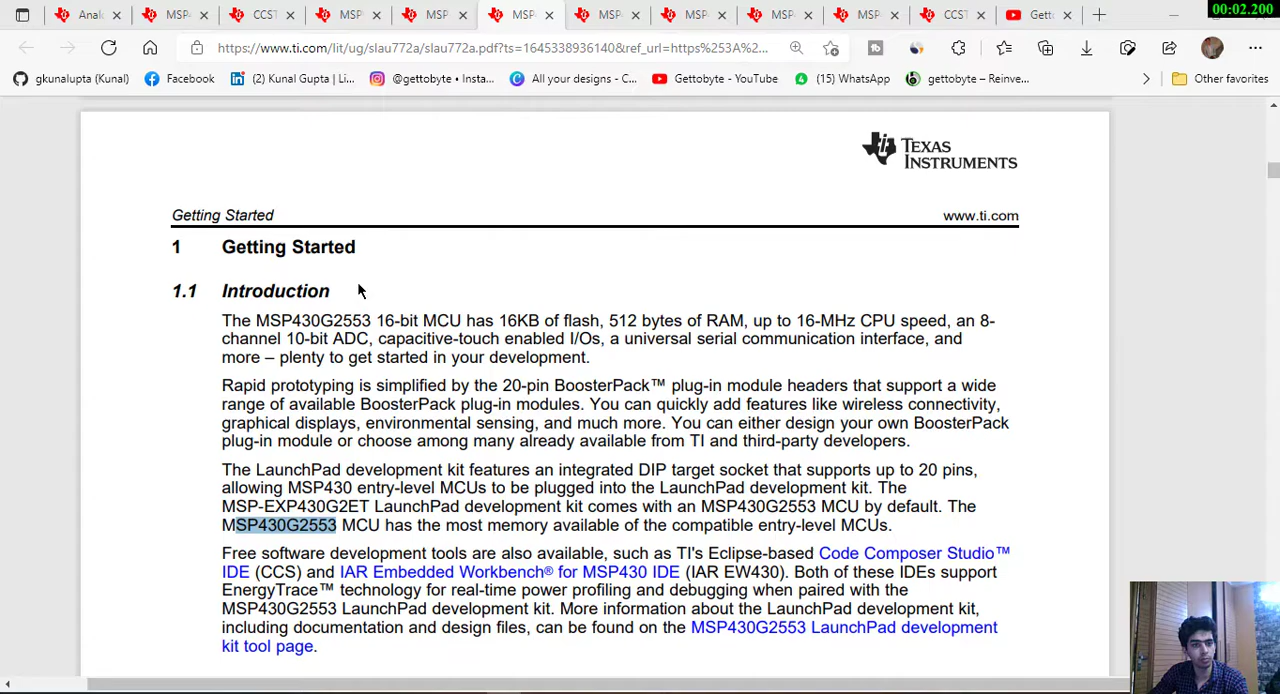 00:02.200
Anal
MSP-
CCST
MSP
MSP
MSP-
MSP-
MSP-
MSP-
MSP-
CCST
Gett
https://www.ti.com/lit/ug/slau772a/slau772a.pdf?ts=1645338936140&ref_url=https%253A%2...
gkunalupta (Kunal)
Facebook
(2) Kunal Gupta | Li...
@gettobyte • Insta...
All your designs - C...
Gettobyte - YouTube
(15) WhatsApp
gettobyte – Reinve...
Other favorites
TEXAS
INSTRUMENTS
Getting Started
www.ti.com
1 Getting Started
1.1 Introduction
The MSP430G2553 16-bit MCU has 16KB of flash, 512 bytes of RAM, up to 16-MHz CPU speed, an 8-
channel 10-bit ADC, capacitive-touch enabled I/Os, a universal serial communication interface, and
more – plenty to get started in your development.
Rapid prototyping is simplified by the 20-pin BoosterPack™ plug-in module headers that support a wide
range of available BoosterPack plug-in modules. You can quickly add features like wireless connectivity,
graphical displays, environmental sensing, and much more. You can either design your own BoosterPack
plug-in module or choose among many already available from TI and third-party developers.
The LaunchPad development kit features an integrated DIP target socket that supports up to 20 pins,
allowing MSP430 entry-level MCUs to be plugged into the LaunchPad development kit. The
MSP-EXP430G2ET LaunchPad development kit comes with an MSP430G2553 MCU by default. The
MSP430G2553 MCU has the most memory available of the compatible entry-level MCUs.
Free software development tools are also available, such as TI's Eclipse-based Code Composer Studio™
IDE (CCS) and IAR Embedded Workbench® for MSP430 IDE (IAR EW430). Both of these IDEs support
EnergyTrace™ technology for real-time power profiling and debugging when paired with the
MSP430G2553 LaunchPad development kit. More information about the LaunchPad development kit,
including documentation and design files, can be found on the MSP430G2553 LaunchPad development
kit tool page.